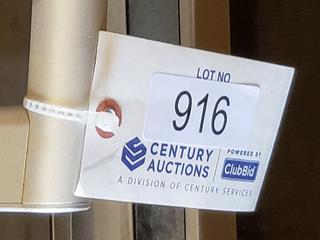 LOT NO
916
CENTURY
AUCTIONS
POWERED BY
ClubBid
A DIVISION OF CENTURY SERVICES